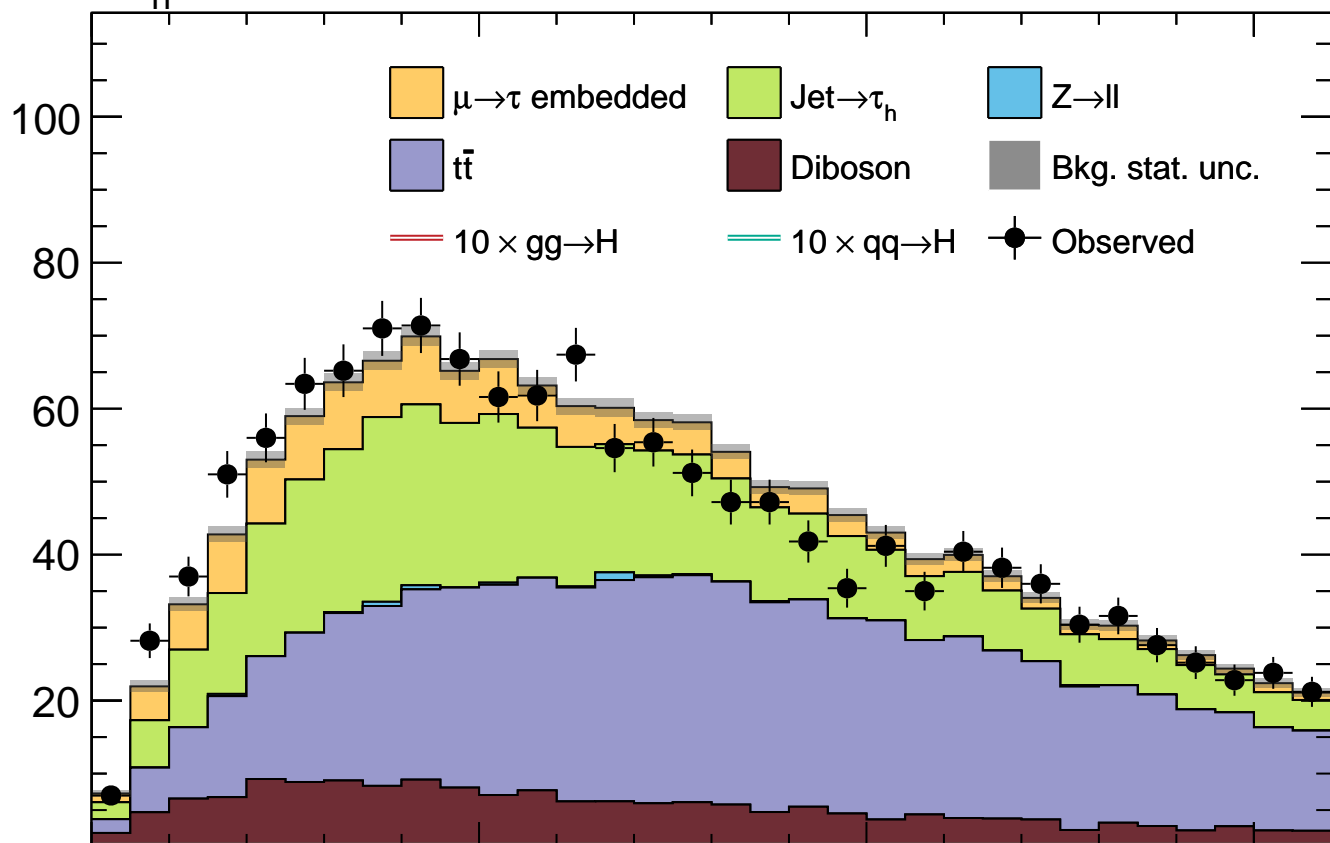 100
80
60
40
20
μ→τ embedded
Jet→τh
Z→ll
tt̄
Diboson
Bkg. stat. unc.
10 × gg→H
10 × qq→H
Observed